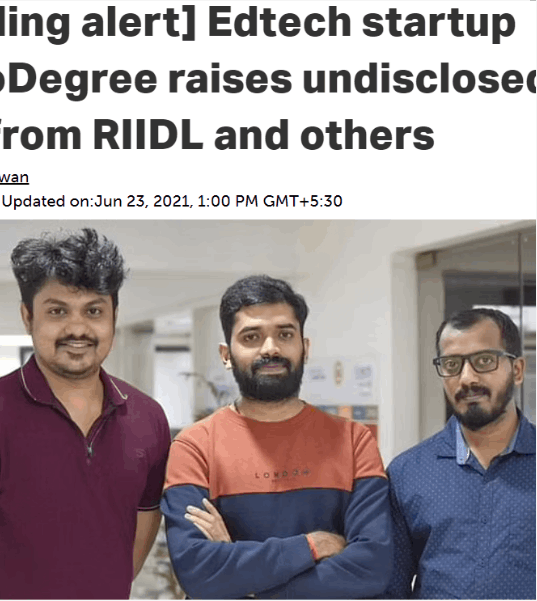 ling alert] Edtech startup
oDegree raises undisclosed
from RIIDL and others
wan
Updated on:Jun 23, 2021, 1:00 PM GMT+5:30
LONDON